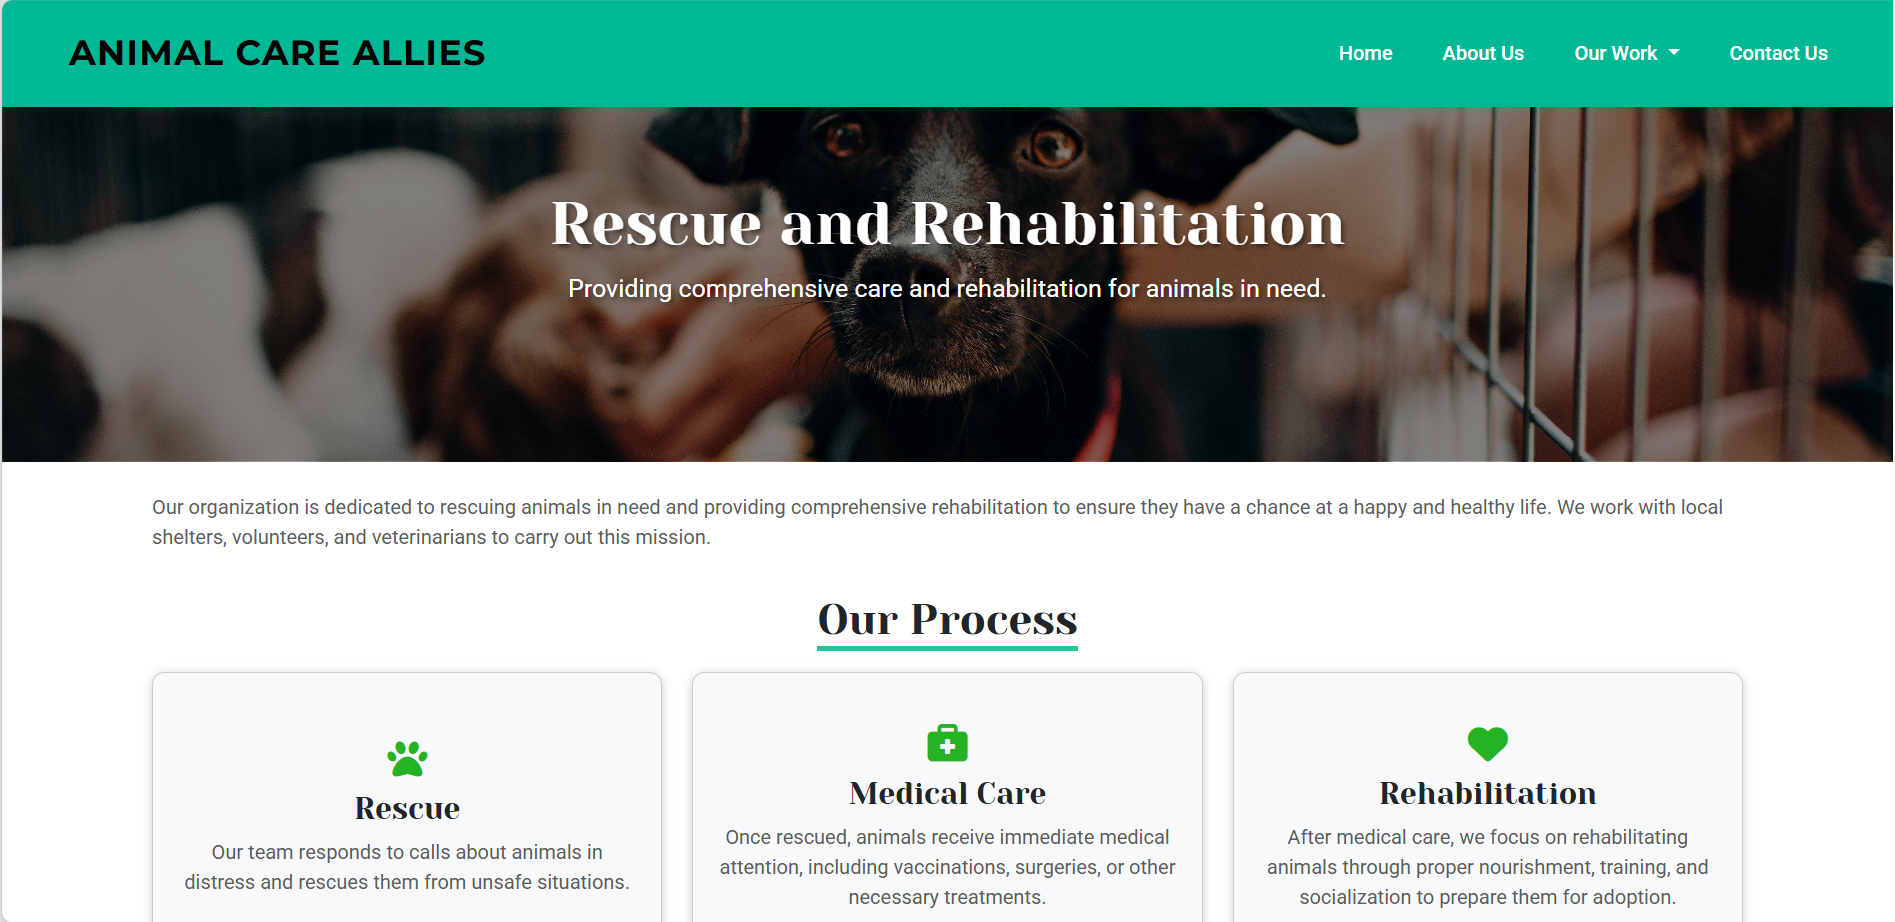 ANIMAL CARE ALLIES
Home About Us Our Work Contact Us
Rescue and Rehabilitation
Providing comprehensive care and rehabilitation for animals in need.
Our organization is dedicated to rescuing animals in need and providing comprehensive rehabilitation to ensure they have a chance at a happy and healthy life. We work with local
shelters, volunteers, and veterinarians to carry out this mission.
Our Process
Rescue
Our team responds to calls about animals in
distress and rescues them from unsafe situations.
Medical Care
Once rescued, animals receive immediate medical
attention, including vaccinations, surgeries, or other
necessary treatments.
Rehabilitation
After medical care, we focus on rehabilitating
animals through proper nourishment, training, and
socialization to prepare them for adoption.